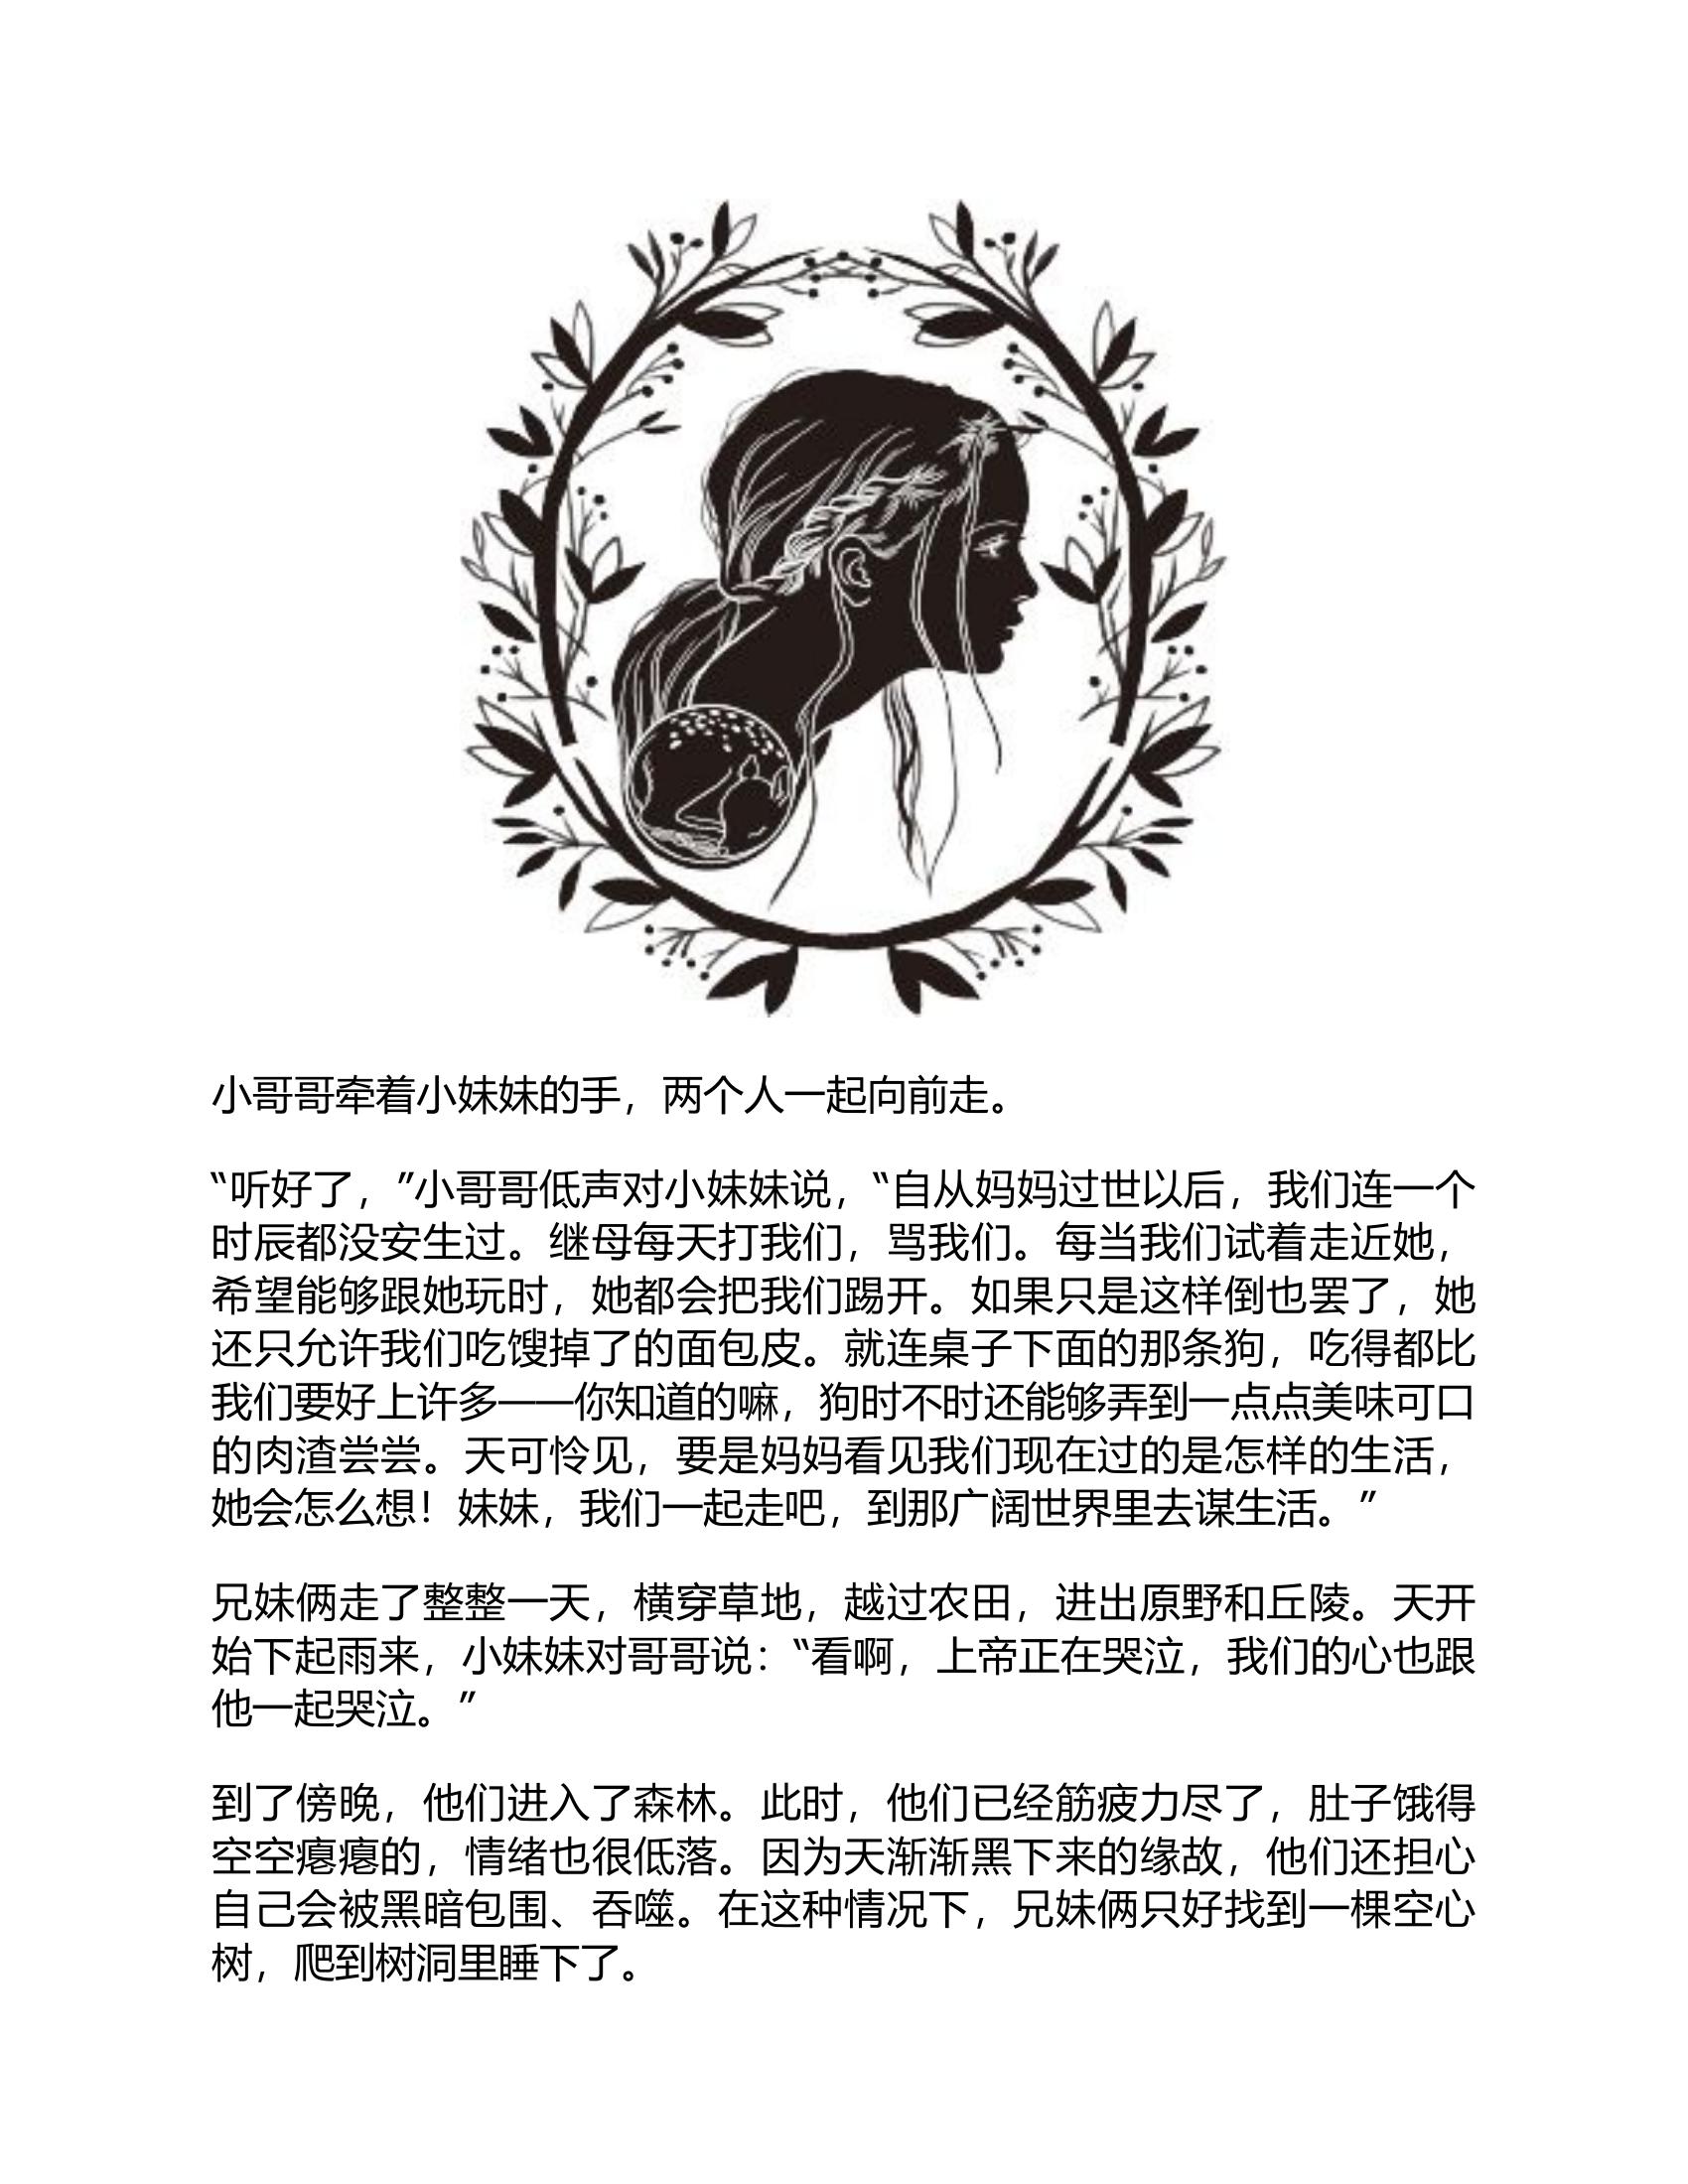 小哥哥牵着小妹妹的手，两个人一起向前走。
“听好了，”小哥哥低声对小妹妹说，“自从妈妈过世以后，我们连一个
时辰都没安生过。继母每天打我们，骂我们。每当我们试着走近她，
希望能够跟她玩时，她都会把我们踢开。如果只是这样倒也罢了，她
还只允许我们吃馊掉了的面包皮。就连桌子下面的那条狗，吃得都比
我们要好上许多——你知道的嘛，狗时不时还能够弄到一点点美味可口
的肉渣尝尝。天可怜见，要是妈妈看见我们现在过的是怎样的生活，
她会怎么想！妹妹，我们一起走吧，到那广阔世界里去谋生活。”
兄妹俩走了整整一天，横穿草地，越过农田，进出原野和丘陵。天开
始下起雨来，小妹妹对哥哥说：“看啊，上帝正在哭泣，我们的心也跟
他一起哭泣。”
到了傍晚，他们进入了森林。此时，他们已经筋疲力尽了，肚子饿得
空空瘪瘪的，情绪也很低落。因为天渐渐黑下来的缘故，他们还担心
自己会被黑暗包围、吞噬。在这种情况下，兄妹俩只好找到一棵空心
树，爬到树洞里睡下了。